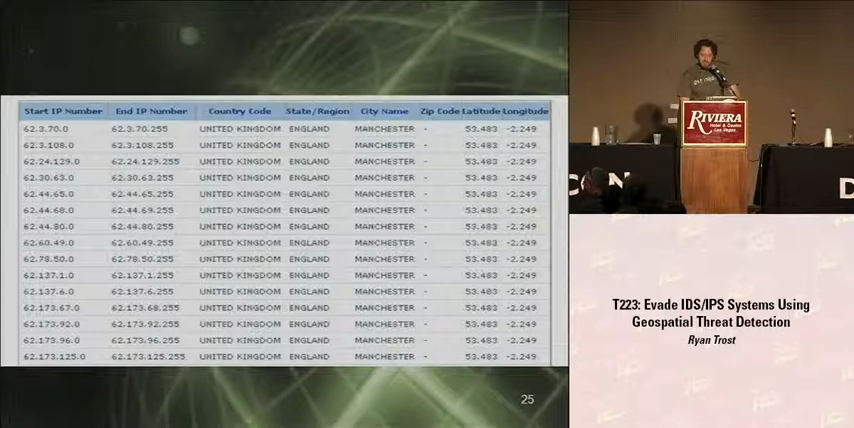 Start IP Number End IP Number Country Code State/Region City Name Zip Code Latitude Longitude
62.3.70.0 62.3.70.255 UNITED KINGDOM ENGLAND MANCHESTER - 53.483 -2.249
62.3.108.0 62.3.108.255 UNITED KINGDOM ENGLAND MANCHESTER - 53.483 -2.249
62.24.129.0 62.24.129.255 UNITED KINGDOM ENGLAND MANCHESTER - 53.483 -2.249
62.30.63.0 62.30.63.255 UNITED KINGDOM ENGLAND MANCHESTER - 53.483 -2.249
62.44.65.0 62.44.65.255 UNITED KINGDOM ENGLAND MANCHESTER - 53.483 -2.249
62.44.68.0 62.44.69.255 UNITED KINGDOM ENGLAND MANCHESTER - 53.483 -2.249
62.44.80.0 62.44.80.255 UNITED KINGDOM ENGLAND MANCHESTER - 53.483 -2.249
62.60.49.0 62.60.49.255 UNITED KINGDOM ENGLAND MANCHESTER - 53.483 -2.249
62.78.50.0 62.78.50.255 UNITED KINGDOM ENGLAND MANCHESTER - 53.483 -2.249
62.137.1.0 62.137.1.255 UNITED KINGDOM ENGLAND MANCHESTER - 53.483 -2.249
62.137.6.0 62.137.6.255 UNITED KINGDOM ENGLAND MANCHESTER - 53.483 -2.249
62.173.67.0 62.173.68.255 UNITED KINGDOM ENGLAND MANCHESTER - 53.483 -2.249
62.173.92.0 62.173.92.255 UNITED KINGDOM ENGLAND MANCHESTER - 53.483 -2.249
62.173.96.0 62.173.96.255 UNITED KINGDOM ENGLAND MANCHESTER - 53.483 -2.249
62.173.125.0 62.173.125.255 UNITED KINGDOM ENGLAND MANCHESTER - 53.483 -2.249
25
RIVIERA
Hotel & Casino
Las Vegas
CON
D
T223: Evade IDS/IPS Systems Using
Geospatial Threat Detection
Ryan Trost